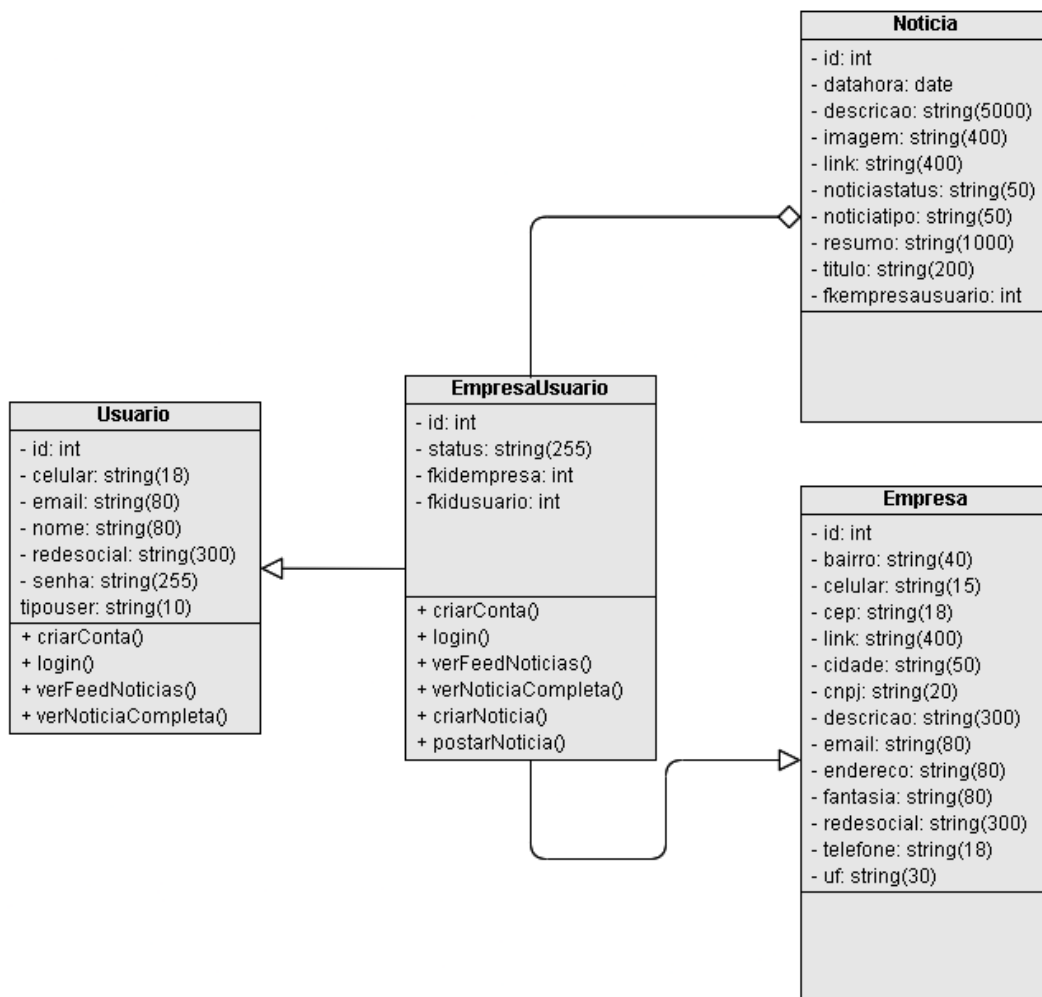 Noticia
- id: int
- datahora: date
- descricao: string(5000)
- imagem: string(400)
- link: string(400)
- noticiastatus: string(50)
- noticiatipo: string(50)
- resumo: string(1000)
- titulo: string(200)
- fkempresausuario: int
Usuario
- id: int
- celular: string(18)
- email: string(80)
- nome: string(80)
- redesocial: string(300)
- senha: string(255)
tipouser: string(10)
+ criarConta()
+ login()
+ verFeedNoticias()
+ verNoticiaCompleta()
EmpresaUsuario
- id: int
- status: string(255)
- fkidempresa: int
- fkidusuario: int
+ criarConta()
+ login()
+ verFeedNoticias()
+ verNoticiaCompleta()
+ criarNoticia()
+ postarNoticia()
Empresa
- id: int
- bairro: string(40)
- celular: string(15)
- cep: string(18)
- link: string(400)
- cidade: string(50)
- cnpj: string(20)
- descricao: string(300)
- email: string(80)
- endereco: string(80)
- fantasia: string(80)
- redesocial: string(300)
- telefone: string(18)
- uf: string(30)